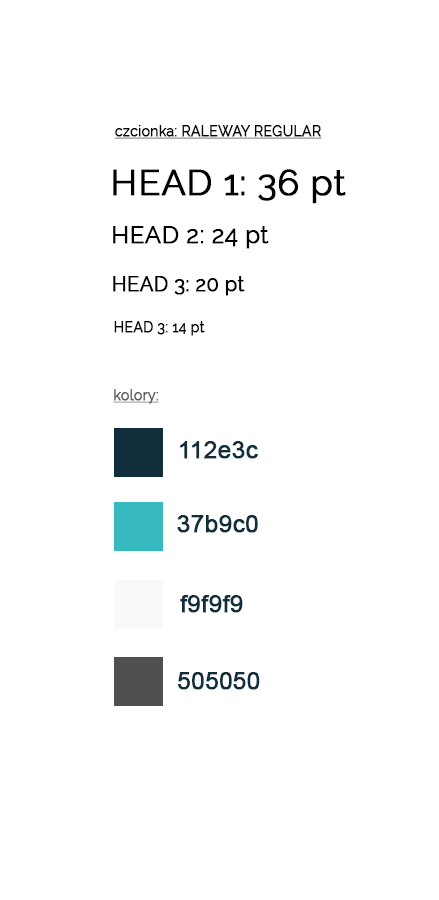 czcionka: RALEWAY REGULAR
HEAD 1: 36 pt
HEAD 2: 24 pt
HEAD 3: 20 pt
HEAD 3: 14 pt
kolory:
112e3c
37b9c0
f9f9f9
505050